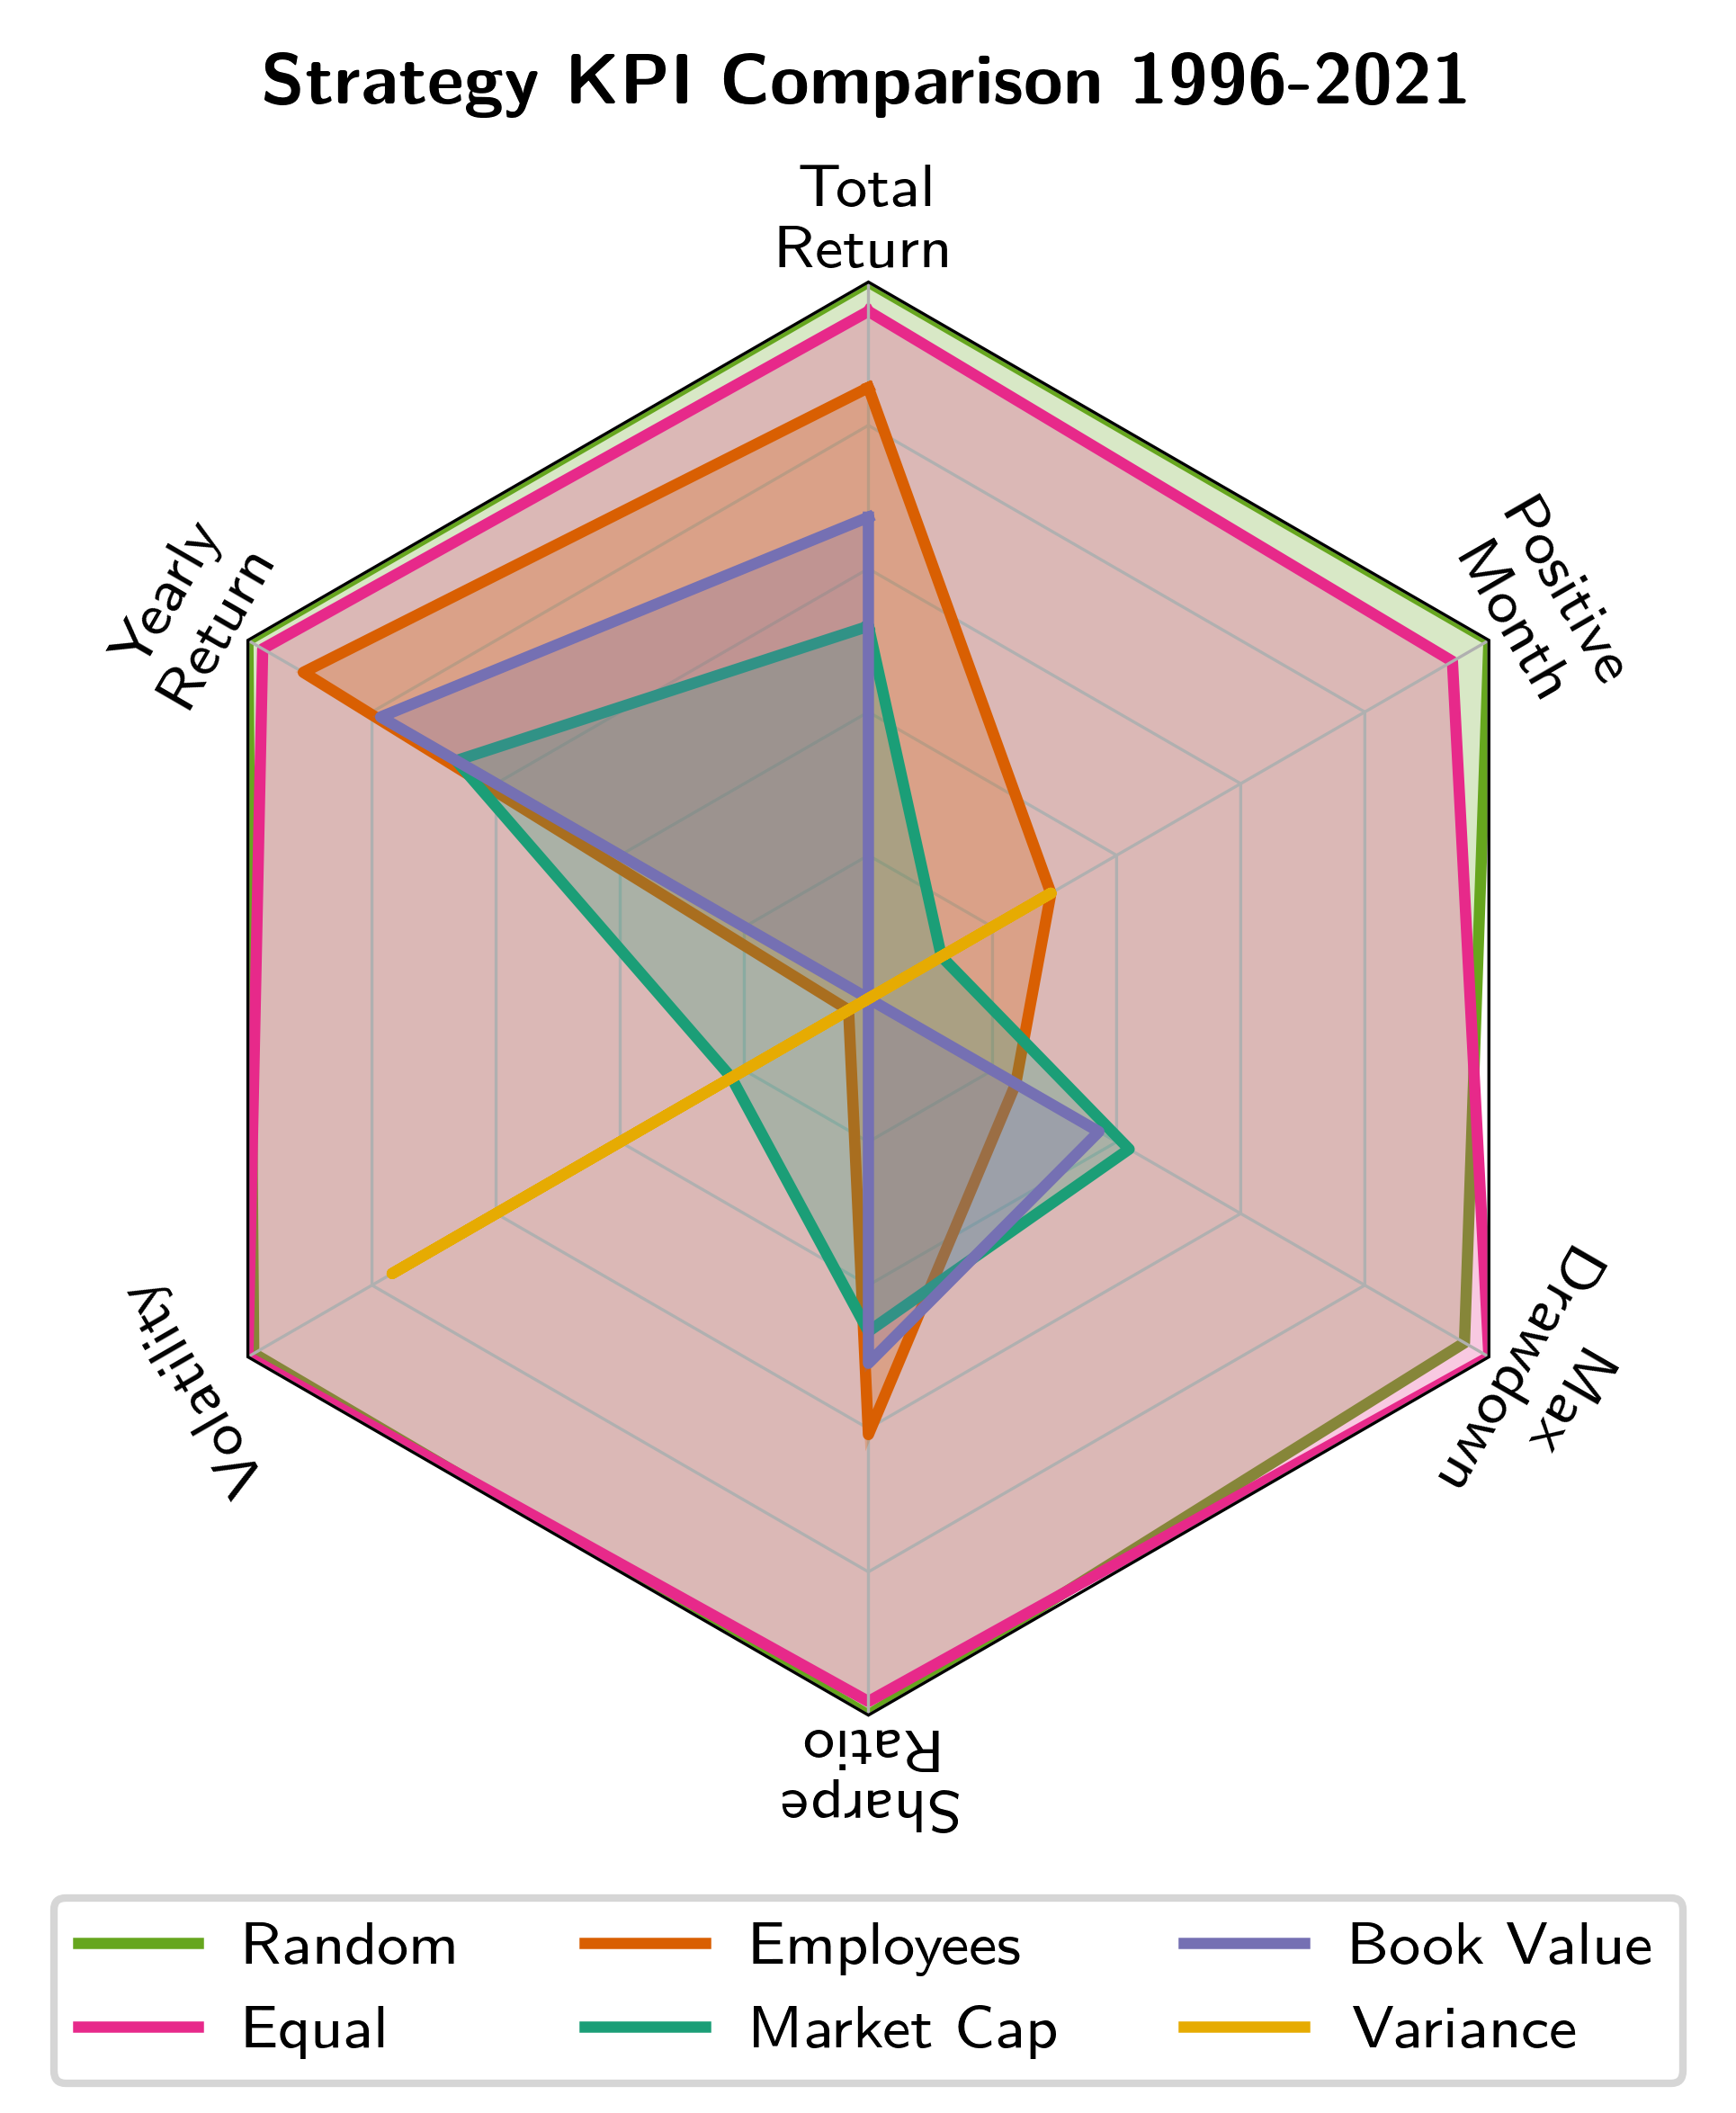 Strategy KPI Comparison 1996-2021
Total
Return
Positive
Month
Yearly
Return
Max
Drawdown
Volatility
Sharpe
Ratio
Random
Employees
Book Value
Equal
Market Cap
Variance